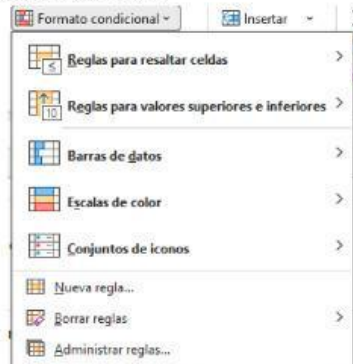 Formato condicional
Insertar
Reglas para resaltar celdas
Reglas para valores superiores e inferiores
10
Barras de datos
Escalas de color
Conjuntos de iconos
Nueva regla...
Borrar reglas
Administrar reglas...